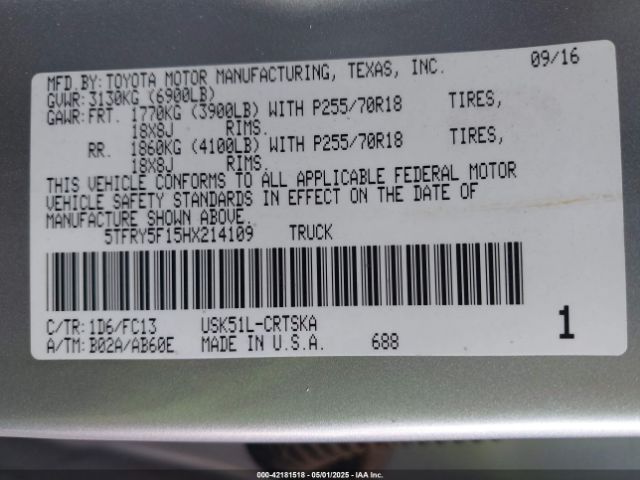 MFD.BY: TOYOTA MOTOR MANUFACTURING, TEXAS, INC. 09/16
GVWR: 3130KG (6900LB)
GAWR: FRT. 1770KG (3900LB) WITH P255/70R18 TIRES,
18X8J RIMS.
RR. 1860KG (4100LB) WITH P255/70R18 TIRES,
18X8J RIMS.
THIS VEHICLE CONFORMS TO ALL APPLICABLE FEDERAL MOTOR
VEHICLE SAFETY STANDARDS IN EFFECT ON THE DATE OF
MANUFACTURE SHOWN ABOVE.
5TFRY5F15HX214109 TRUCK
C/TR: 1D6/FC13 USK51L-CRTSKA 1
A/TM: B02A/AB60E MADE IN U.S.A. 688
000-42181518 - 05/01/2025 - IAA Inc.